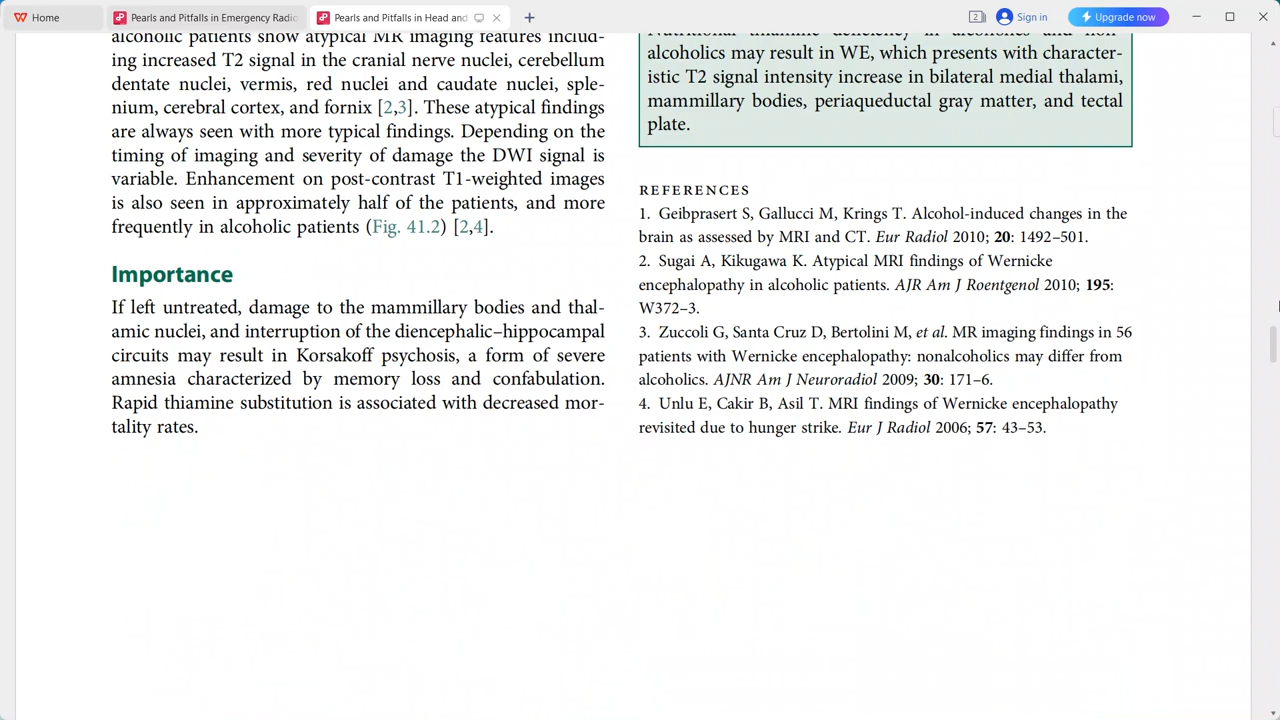 Home
Pearls and Pitfalls in Emergency Radio
Pearls and Pitfalls in Head and
2
Sign in
Upgrade now
alcoholic patients show atypical MR imaging features includ-
ing increased T2 signal in the cranial nerve nuclei, cerebellum
dentate nuclei, vermis, red nuclei and caudate nuclei, sple-
nium, cerebral cortex, and fornix [2,3]. These atypical findings
are always seen with more typical findings. Depending on the
timing of imaging and severity of damage the DWI signal is
variable. Enhancement on post-contrast T1-weighted images
is also seen in approximately half of the patients, and more
frequently in alcoholic patients (Fig. 41.2) [2,4].
Importance
If left untreated, damage to the mammillary bodies and thal-
amic nuclei, and interruption of the diencephalic–hippocampal
circuits may result in Korsakoff psychosis, a form of severe
amnesia characterized by memory loss and confabulation.
Rapid thiamine substitution is associated with decreased mor-
tality rates.
Nutritional thiamine deficiency in alcoholics and non-
alcoholics may result in WE, which presents with character-
istic T2 signal intensity increase in bilateral medial thalami,
mammillary bodies, periaqueductal gray matter, and tectal
plate.
REFERENCES
1. Geibprasert S, Gallucci M, Krings T. Alcohol-induced changes in the
brain as assessed by MRI and CT. Eur Radiol 2010; 20: 1492–501.
2. Sugai A, Kikugawa K. Atypical MRI findings of Wernicke
encephalopathy in alcoholic patients. AJR Am J Roentgenol 2010; 195:
W372–3.
3. Zuccoli G, Santa Cruz D, Bertolini M, et al. MR imaging findings in 56
patients with Wernicke encephalopathy: nonalcoholics may differ from
alcoholics. AJNR Am J Neuroradiol 2009; 30: 171–6.
4. Unlu E, Cakir B, Asil T. MRI findings of Wernicke encephalopathy
revisited due to hunger strike. Eur J Radiol 2006; 57: 43–53.